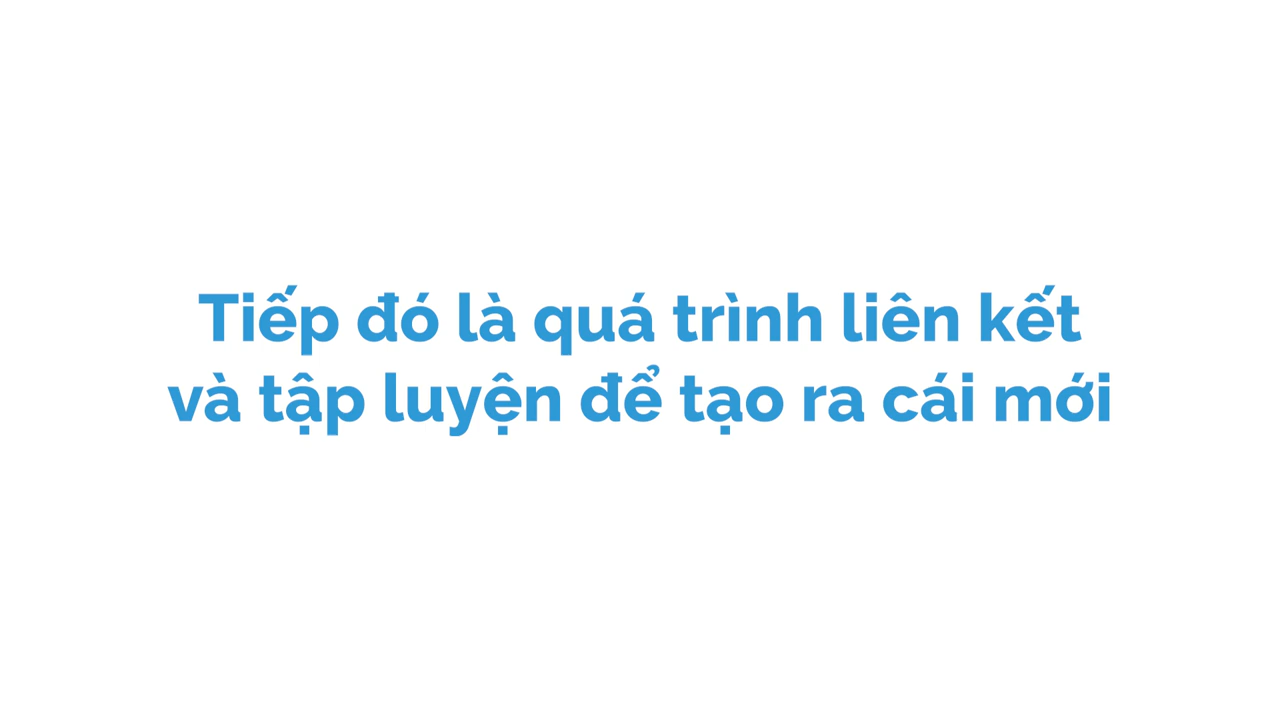 Tiếp đó là quá trình liên kết
và tập luyện để tạo ra cái mới